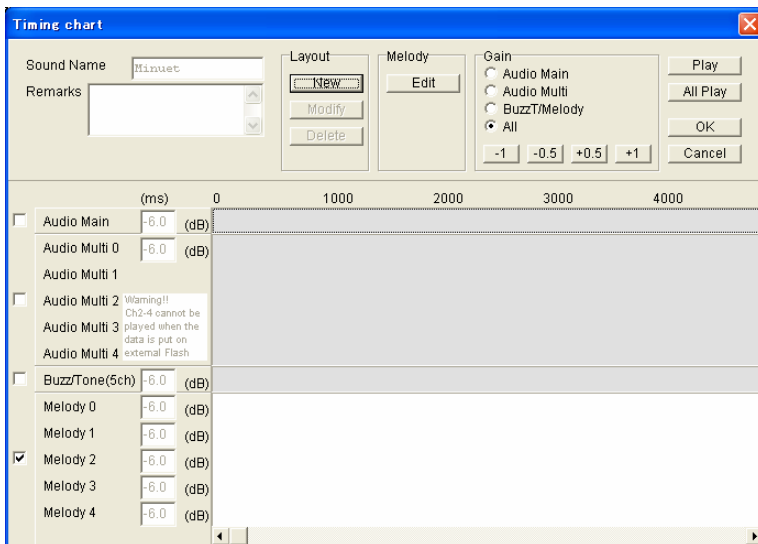 Timing chart
Sound Name Minuet
Remarks
Layout
New
Modify
Delete
Melody
Edit
Gain
Audio Main
Audio Multi
BuzzT/Melody
All
-1 -0.5 +0.5 +1
Play
All Play
OK
Cancel
(ms) 0 1000 2000 3000 4000
Audio Main -6.0 (dB)
Audio Multi 0 -6.0 (dB)
Audio Multi 1
Audio Multi 2
Audio Multi 3
Audio Multi 4
Warning!!
Ch2-4 cannot be
played when the
data is put on
external Flash
Buzz/Tone(5ch) -6.0 (dB)
Melody 0 -6.0 (dB)
Melody 1 -6.0 (dB)
Melody 2 -6.0 (dB)
Melody 3 -6.0 (dB)
Melody 4 -6.0 (dB)